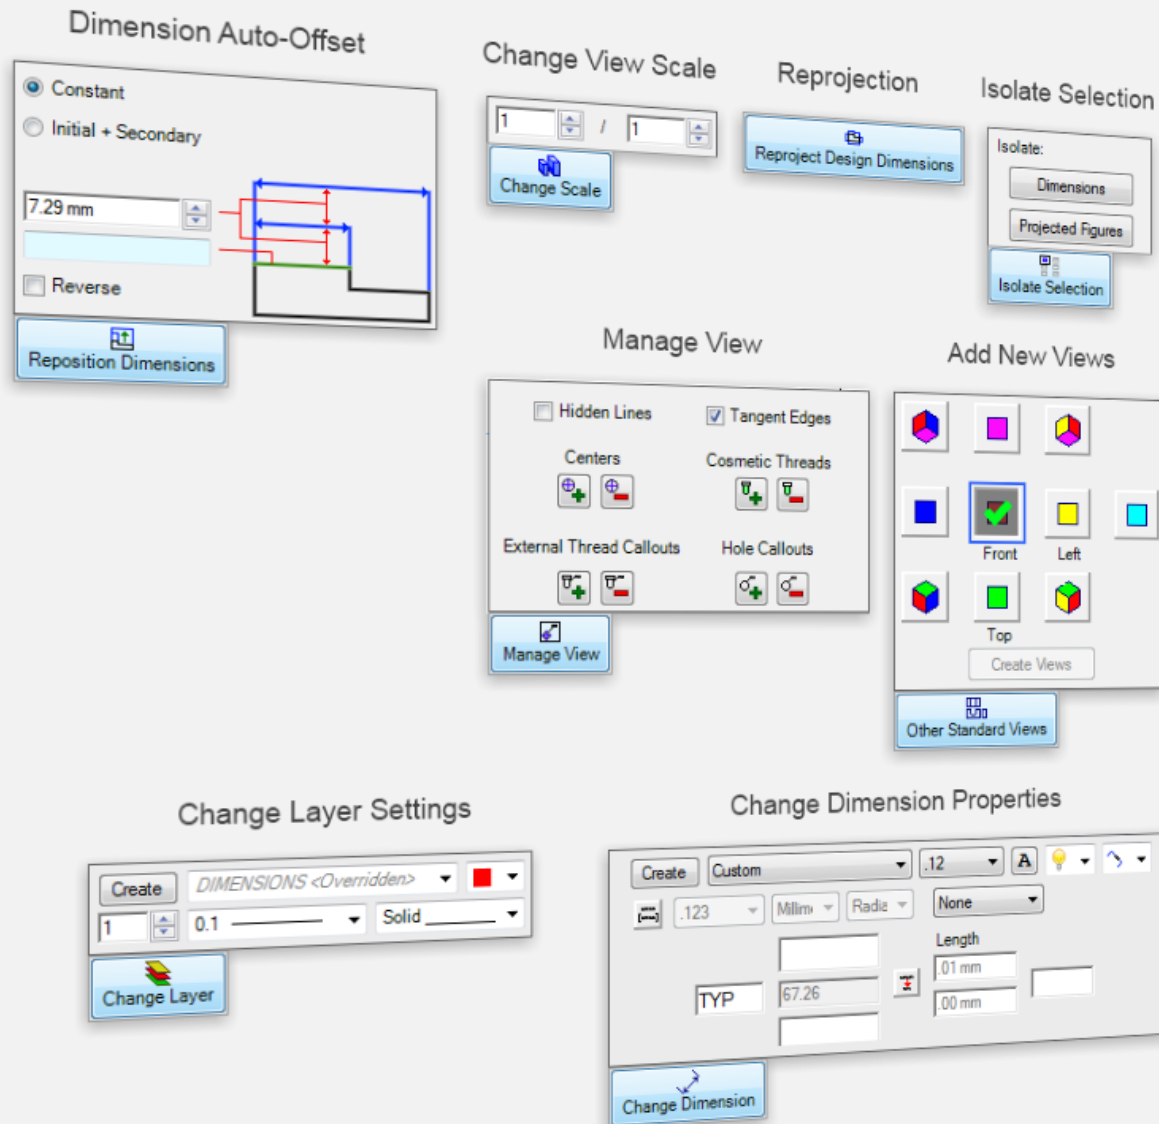 Dimension Auto-Offset
Constant
Initial + Secondary
7.29 mm
Reverse
Reposition Dimensions
Change View Scale
1 / 1
Change Scale
Reprojection
Reproject Design Dimensions
Isolate Selection
Isolate:
Dimensions
Projected Figures
Isolate Selection
Manage View
Hidden Lines
Tangent Edges
Centers
Cosmetic Threads
External Thread Callouts
Hole Callouts
Manage View
Add New Views
Front
Left
Top
Create Views
Other Standard Views
Change Layer Settings
Create
DIMENSIONS <Overridden>
1
0.1
Solid
Change Layer
Change Dimension Properties
Create
Custom
.12
A
.123
Millim
Radia
None
Length
.01 mm
TYP
67.26
.00 mm
Change Dimension